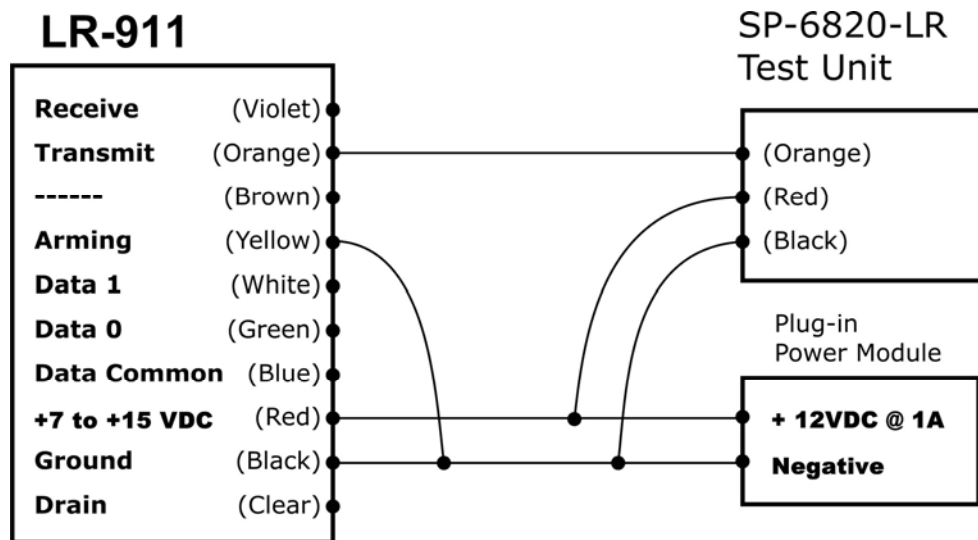 LR-911
Receive (Violet)
Transmit (Orange)
------ (Brown)
Arming (Yellow)
Data 1 (White)
Data 0 (Green)
Data Common (Blue)
+7 to +15 VDC (Red)
Ground (Black)
Drain (Clear)
SP-6820-LR
Test Unit
(Orange)
(Red)
(Black)
Plug-in
Power Module
+ 12VDC @ 1A
Negative